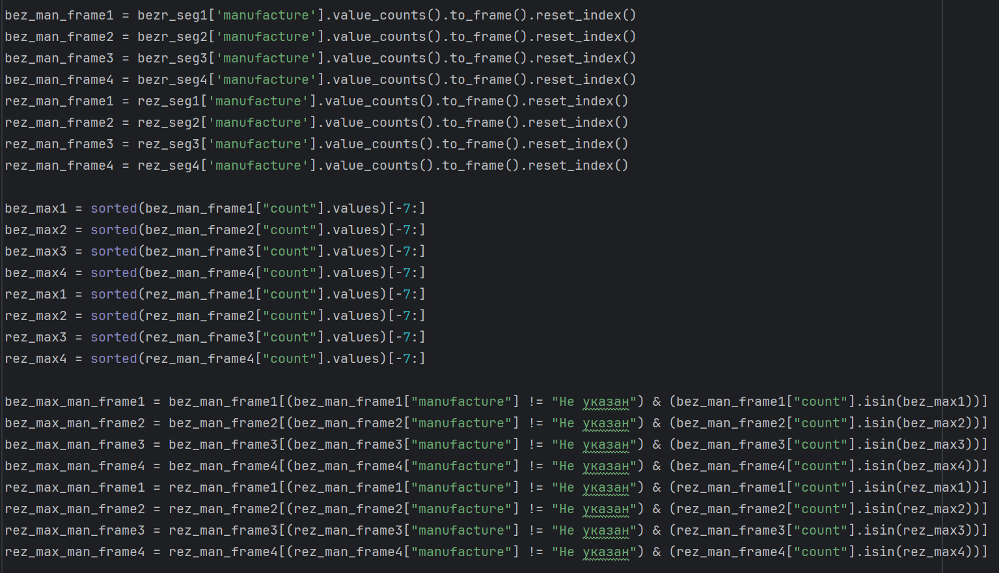 bez_man_frame1 = bezr_seg1['manufacture'].value_counts().to_frame().reset_index()
bez_man_frame2 = bezr_seg2['manufacture'].value_counts().to_frame().reset_index()
bez_man_frame3 = bezr_seg3['manufacture'].value_counts().to_frame().reset_index()
bez_man_frame4 = bezr_seg4['manufacture'].value_counts().to_frame().reset_index()
rez_man_frame1 = rez_seg1['manufacture'].value_counts().to_frame().reset_index()
rez_man_frame2 = rez_seg2['manufacture'].value_counts().to_frame().reset_index()
rez_man_frame3 = rez_seg3['manufacture'].value_counts().to_frame().reset_index()
rez_man_frame4 = rez_seg4['manufacture'].value_counts().to_frame().reset_index()
bez_max1 = sorted(bez_man_frame1["count"].values)[-7:]
bez_max2 = sorted(bez_man_frame2["count"].values)[-7:]
bez_max3 = sorted(bez_man_frame3["count"].values)[-7:]
bez_max4 = sorted(bez_man_frame4["count"].values)[-7:]
rez_max1 = sorted(rez_man_frame1["count"].values)[-7:]
rez_max2 = sorted(rez_man_frame2["count"].values)[-7:]
rez_max3 = sorted(rez_man_frame3["count"].values)[-7:]
rez_max4 = sorted(rez_man_frame4["count"].values)[-7:]
bez_max_man_frame1 = bez_man_frame1[(bez_man_frame1["manufacture"] != "Не указан") & (bez_man_frame1["count"].isin(bez_max1))]
bez_max_man_frame2 = bez_man_frame2[(bez_man_frame2["manufacture"] != "Не указан") & (bez_man_frame2["count"].isin(bez_max2))]
bez_max_man_frame3 = bez_man_frame3[(bez_man_frame3["manufacture"] != "Не указан") & (bez_man_frame3["count"].isin(bez_max3))]
bez_max_man_frame4 = bez_man_frame4[(bez_man_frame4["manufacture"] != "Не указан") & (bez_man_frame4["count"].isin(bez_max4))]
rez_max_man_frame1 = rez_man_frame1[(rez_man_frame1["manufacture"] != "Не указан") & (rez_man_frame1["count"].isin(rez_max1))]
rez_max_man_frame2 = rez_man_frame2[(rez_man_frame2["manufacture"] != "Не указан") & (rez_man_frame2["count"].isin(rez_max2))]
rez_max_man_frame3 = rez_man_frame3[(rez_man_frame3["manufacture"] != "Не указан") & (rez_man_frame3["count"].isin(rez_max3))]
rez_max_man_frame4 = rez_man_frame4[(rez_man_frame4["manufacture"] != "Не указан") & (rez_man_frame4["count"].isin(rez_max4))]